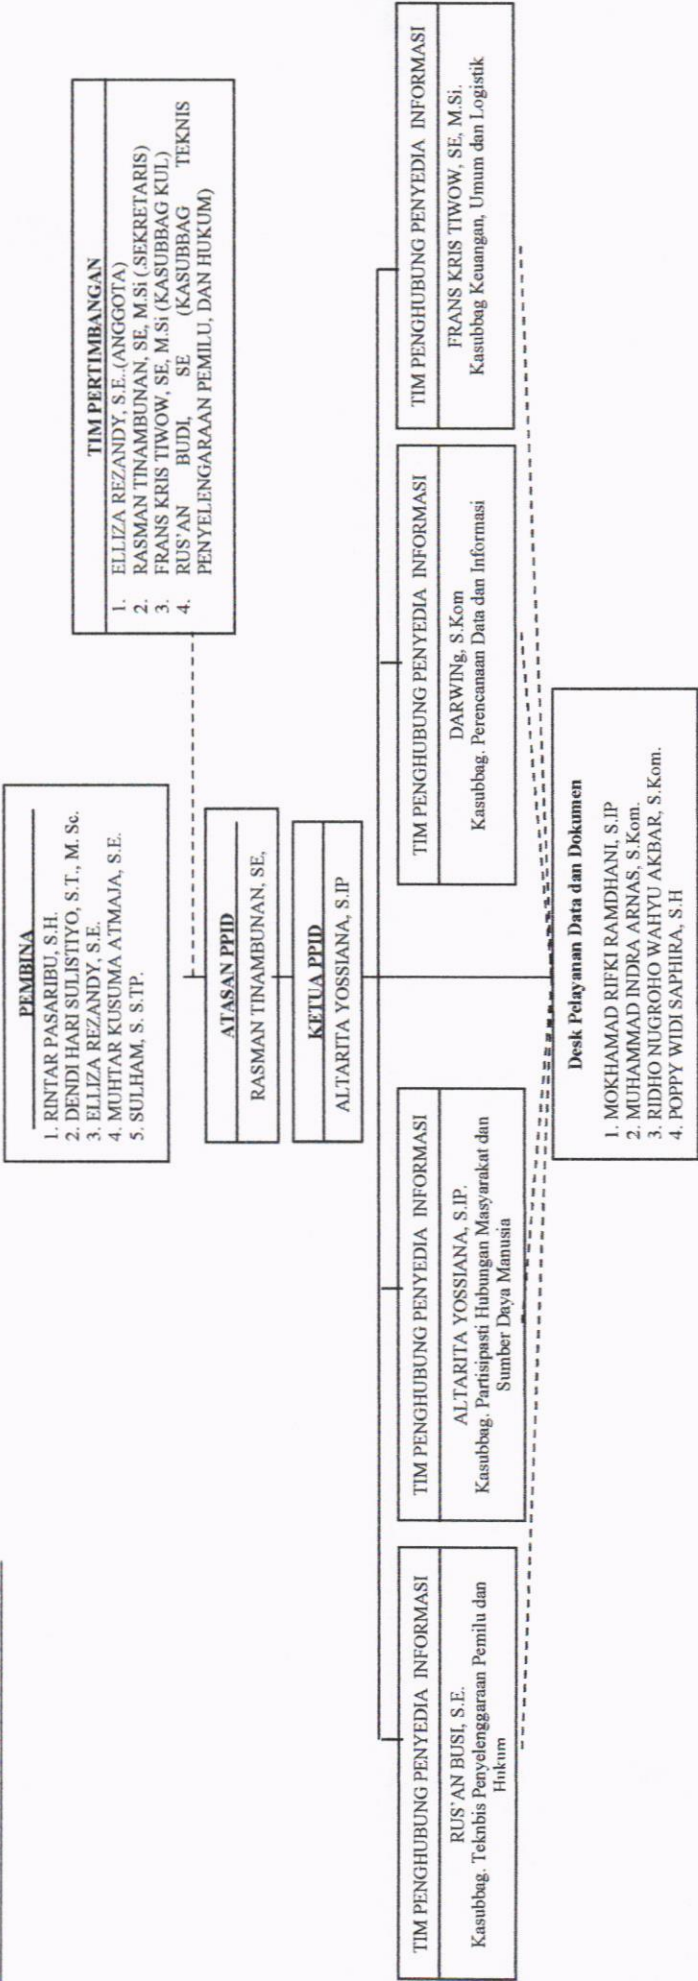 PEMBINA
1. RINTAR PASARIBU, S.H.
2. DENDI HARI SULISTIYO, S.T., M. Sc.
3. ELLIZA REZANDY, S.E.
4. MUHTAR KUSUMA ATMAJA, S.E.
5. SULHAM, S. S.TP.
TIM PERTIMBANGAN
1. ELLIZA REZANDY, S.E..(ANGGOTA)
2. RASMAN TINAMBUNAN, SE, M.Si (.SEKRETARIS)
3. FRANS KRIS TIWOW, SE, M.Si (KASUBBAG KUL)
4. RUS'AN BUDI, SE (KASUBBAG TEKNIS
PENYELENGARAAN PEMILU, DAN HUKUM)
ATASAN PPID
RASMAN TINAMBUNAN, SE,
KETUA PPID
ALTARITA YOSSIANA, S.IP
TIM PENGHUBUNG PENYEDIA INFORMASI
RUS'AN BUSI, S.E.
Kasubbag. Teknbis Penyelenggaraan Pemilu dan
Hukum
TIM PENGHUBUNG PENYEDIA INFORMASI
ALTARITA YOSSIANA, S.IP.
Kasubbag. Partisipasti Hubungan Masyarakat dan
Sumber Daya Manusia
TIM PENGHUBUNG PENYEDIA INFORMASI
DARWINg, S.Kom
Kasubbag. Perencanaan Data dan Informasi
TIM PENGHUBUNG PENYEDIA INFORMASI
FRANS KRIS TIWOW, SE, M.Si.
Kasubbag Keuangan, Umum dan Logistik
Desk Pelayanan Data dan Dokumen
1. MOKHAMAD RIFKI RAMDHANI, S.IP
2. MUHAMMAD INDRA ARNAS, S.Kom.
3. RIDHO NUGROHO WAHYU AKBAR, S.Kom.
4. POPPY WIDI SAPHIRA, S.H